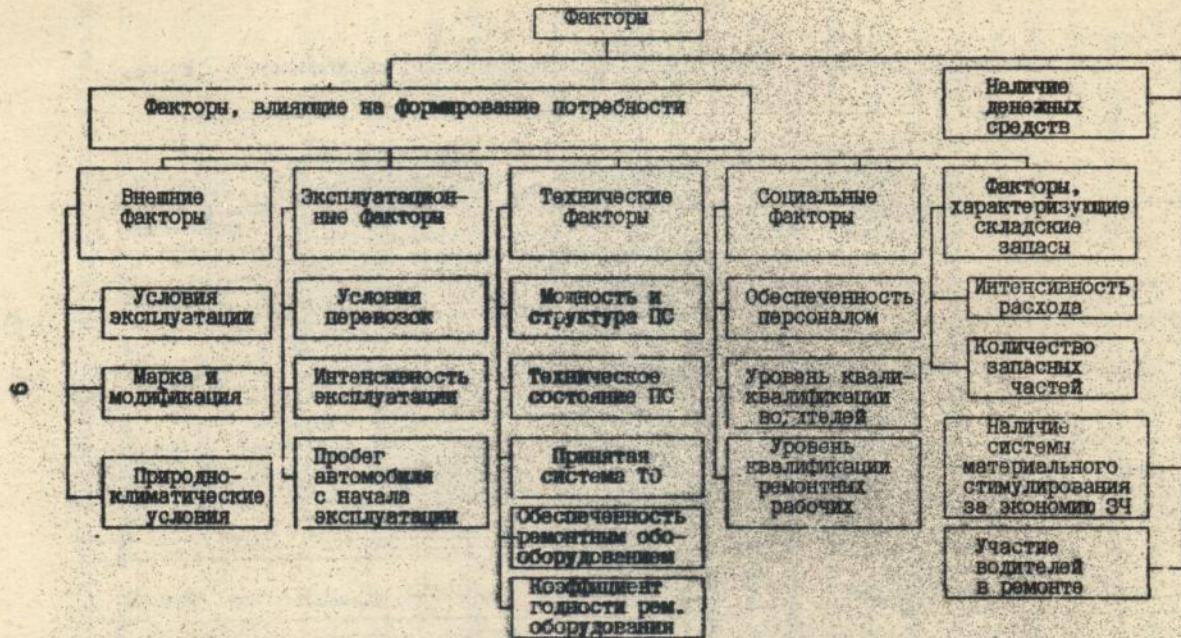 Факторы
Факторы, влияющие на формирование потребности
Наличие
денежных
средств
Внешние
факторы
Эксплуатацион-
ные факторы
Технические
факторы
Социальные
факторы
Факторы,
характеризующие
складские
запасы
Условия
эксплуатации
Условия
перевозок
Мощность и
структура ПС
Обеспеченность
персоналом
Интенсивность
расхода
Марка и
модификация
Интенсивность
эксплуатации
Техническое
состояние ПС
Уровень квали-
квалификации
водителей
Количество
запасных
частей
Природно-
климатические
условия
Пробег
автомобиля
с начала
эксплуатации
Принятая
система ТО
Уровень
квалификации
ремонтных
рабочих
Наличие
системы
материального
стимулирования
за экономию ЗЧ
Обеспеченность
ремонтным обо-
оборудованием
Участие
водителей
в ремонте
Коэффициент
годности рем.
оборудования
6